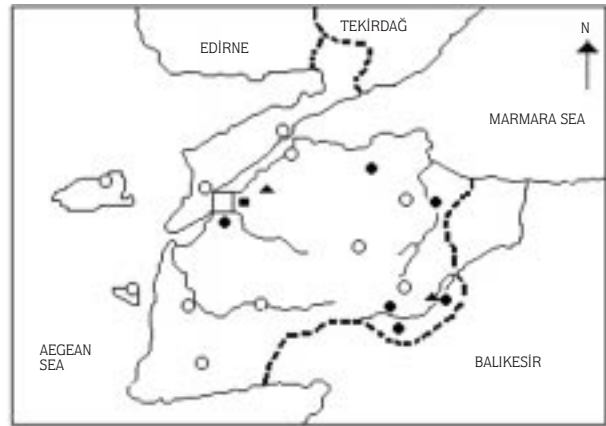 TEKİRDAĞ
EDİRNE
N
MARMARA SEA
AEGEAN
SEA
BALIKESİR